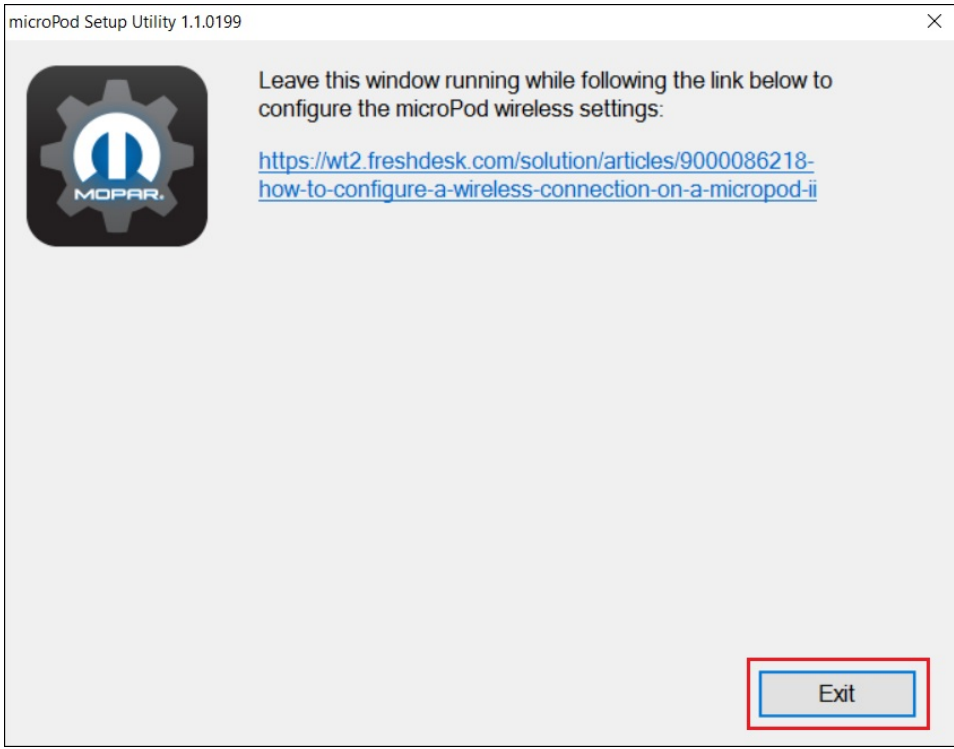 microPod Setup Utility 1.1.0199
Leave this window running while following the link below to
configure the microPod wireless settings:
https://wt2.freshdesk.com/solution/articles/9000086218-
how-to-configure-a-wireless-connection-on-a-micropod-ii
MOPAR.
Exit